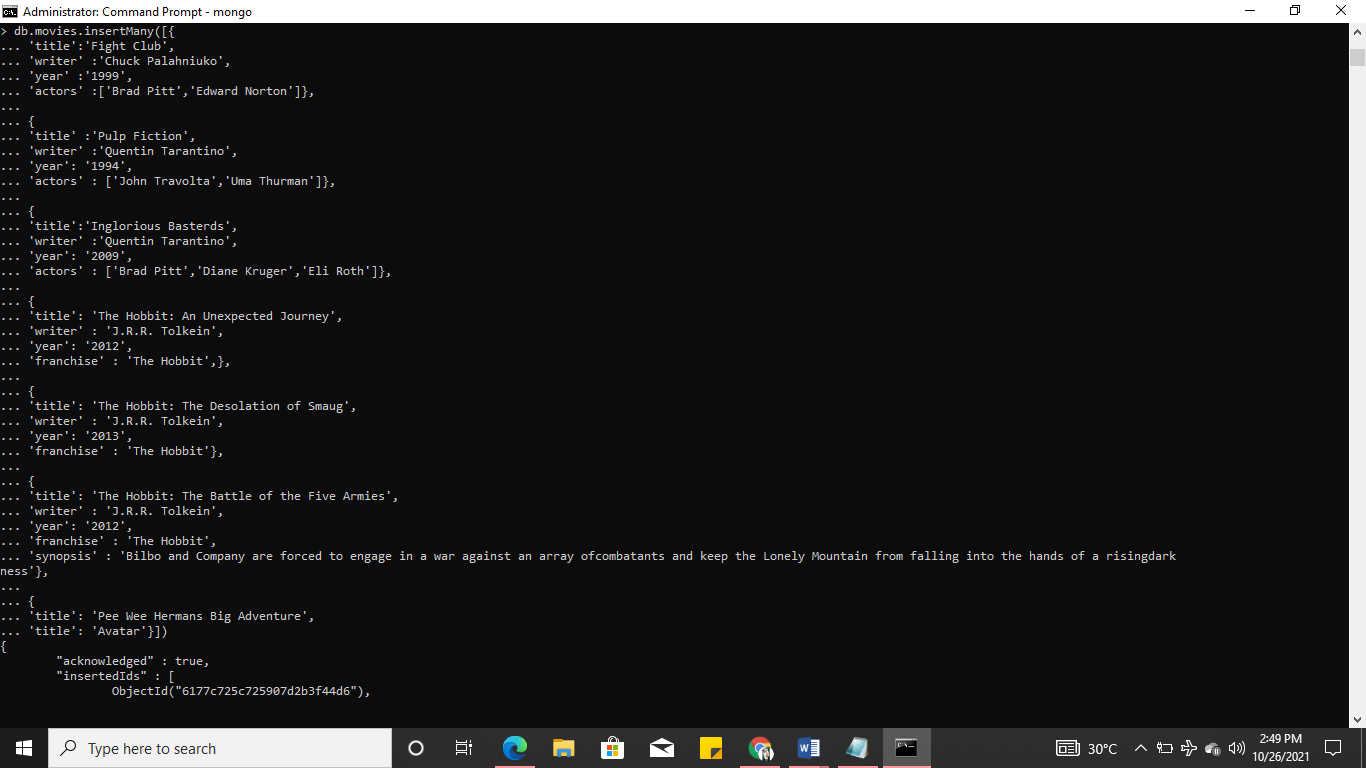 Administrator: Command Prompt - mongo
> db.movies.insertMany([{
... 'title':'Fight Club',
... 'writer' :'Chuck Palahniuko',
... 'year' :'1999',
... 'actors' :['Brad Pitt','Edward Norton']},
...
... {
... 'title' :'Pulp Fiction',
... 'writer' :'Quentin Tarantino',
... 'year': '1994',
... 'actors' : ['John Travolta','Uma Thurman']},
...
... {
... 'title':'Inglorious Basterds',
... 'writer' :'Quentin Tarantino',
... 'year': '2009',
... 'actors' : ['Brad Pitt','Diane Kruger','Eli Roth']},
...
... {
... 'title': 'The Hobbit: An Unexpected Journey',
... 'writer' : 'J.R.R. Tolkein',
... 'year': '2012',
... 'franchise' : 'The Hobbit',},
...
... {
... 'title': 'The Hobbit: The Desolation of Smaug',
... 'writer' : 'J.R.R. Tolkein',
... 'year': '2013',
... 'franchise' : 'The Hobbit'},
...
... {
... 'title': 'The Hobbit: The Battle of the Five Armies',
... 'writer' : 'J.R.R. Tolkein',
... 'year': '2012',
... 'franchise' : 'The Hobbit',
... 'synopsis' : 'Bilbo and Company are forced to engage in a war against an array ofcombatants and keep the Lonely Mountain from falling into the hands of a risingdark
ness'},
...
... {
... 'title': 'Pee Wee Hermans Big Adventure',
... 'title': 'Avatar'}])
{
"acknowledged" : true,
"insertedIds" : [
ObjectId("6177c725c725907d2b3f44d6"),
Type here to search
30°C
2:49 PM
10/26/2021